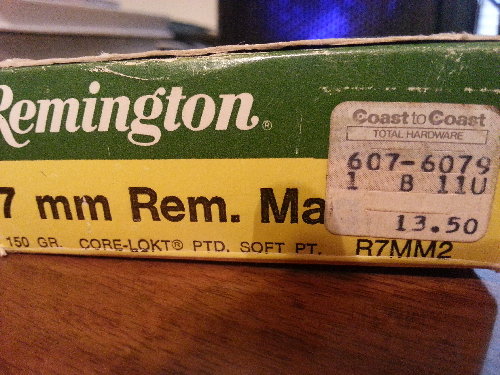 Remington®
7 mm Rem. Ma
150 GR. CORE-LOKT® PTD. SOFT PT. R7MM2
Coast to Coast
TOTAL HARDWARE
607-6079
1 B 11U
13.50